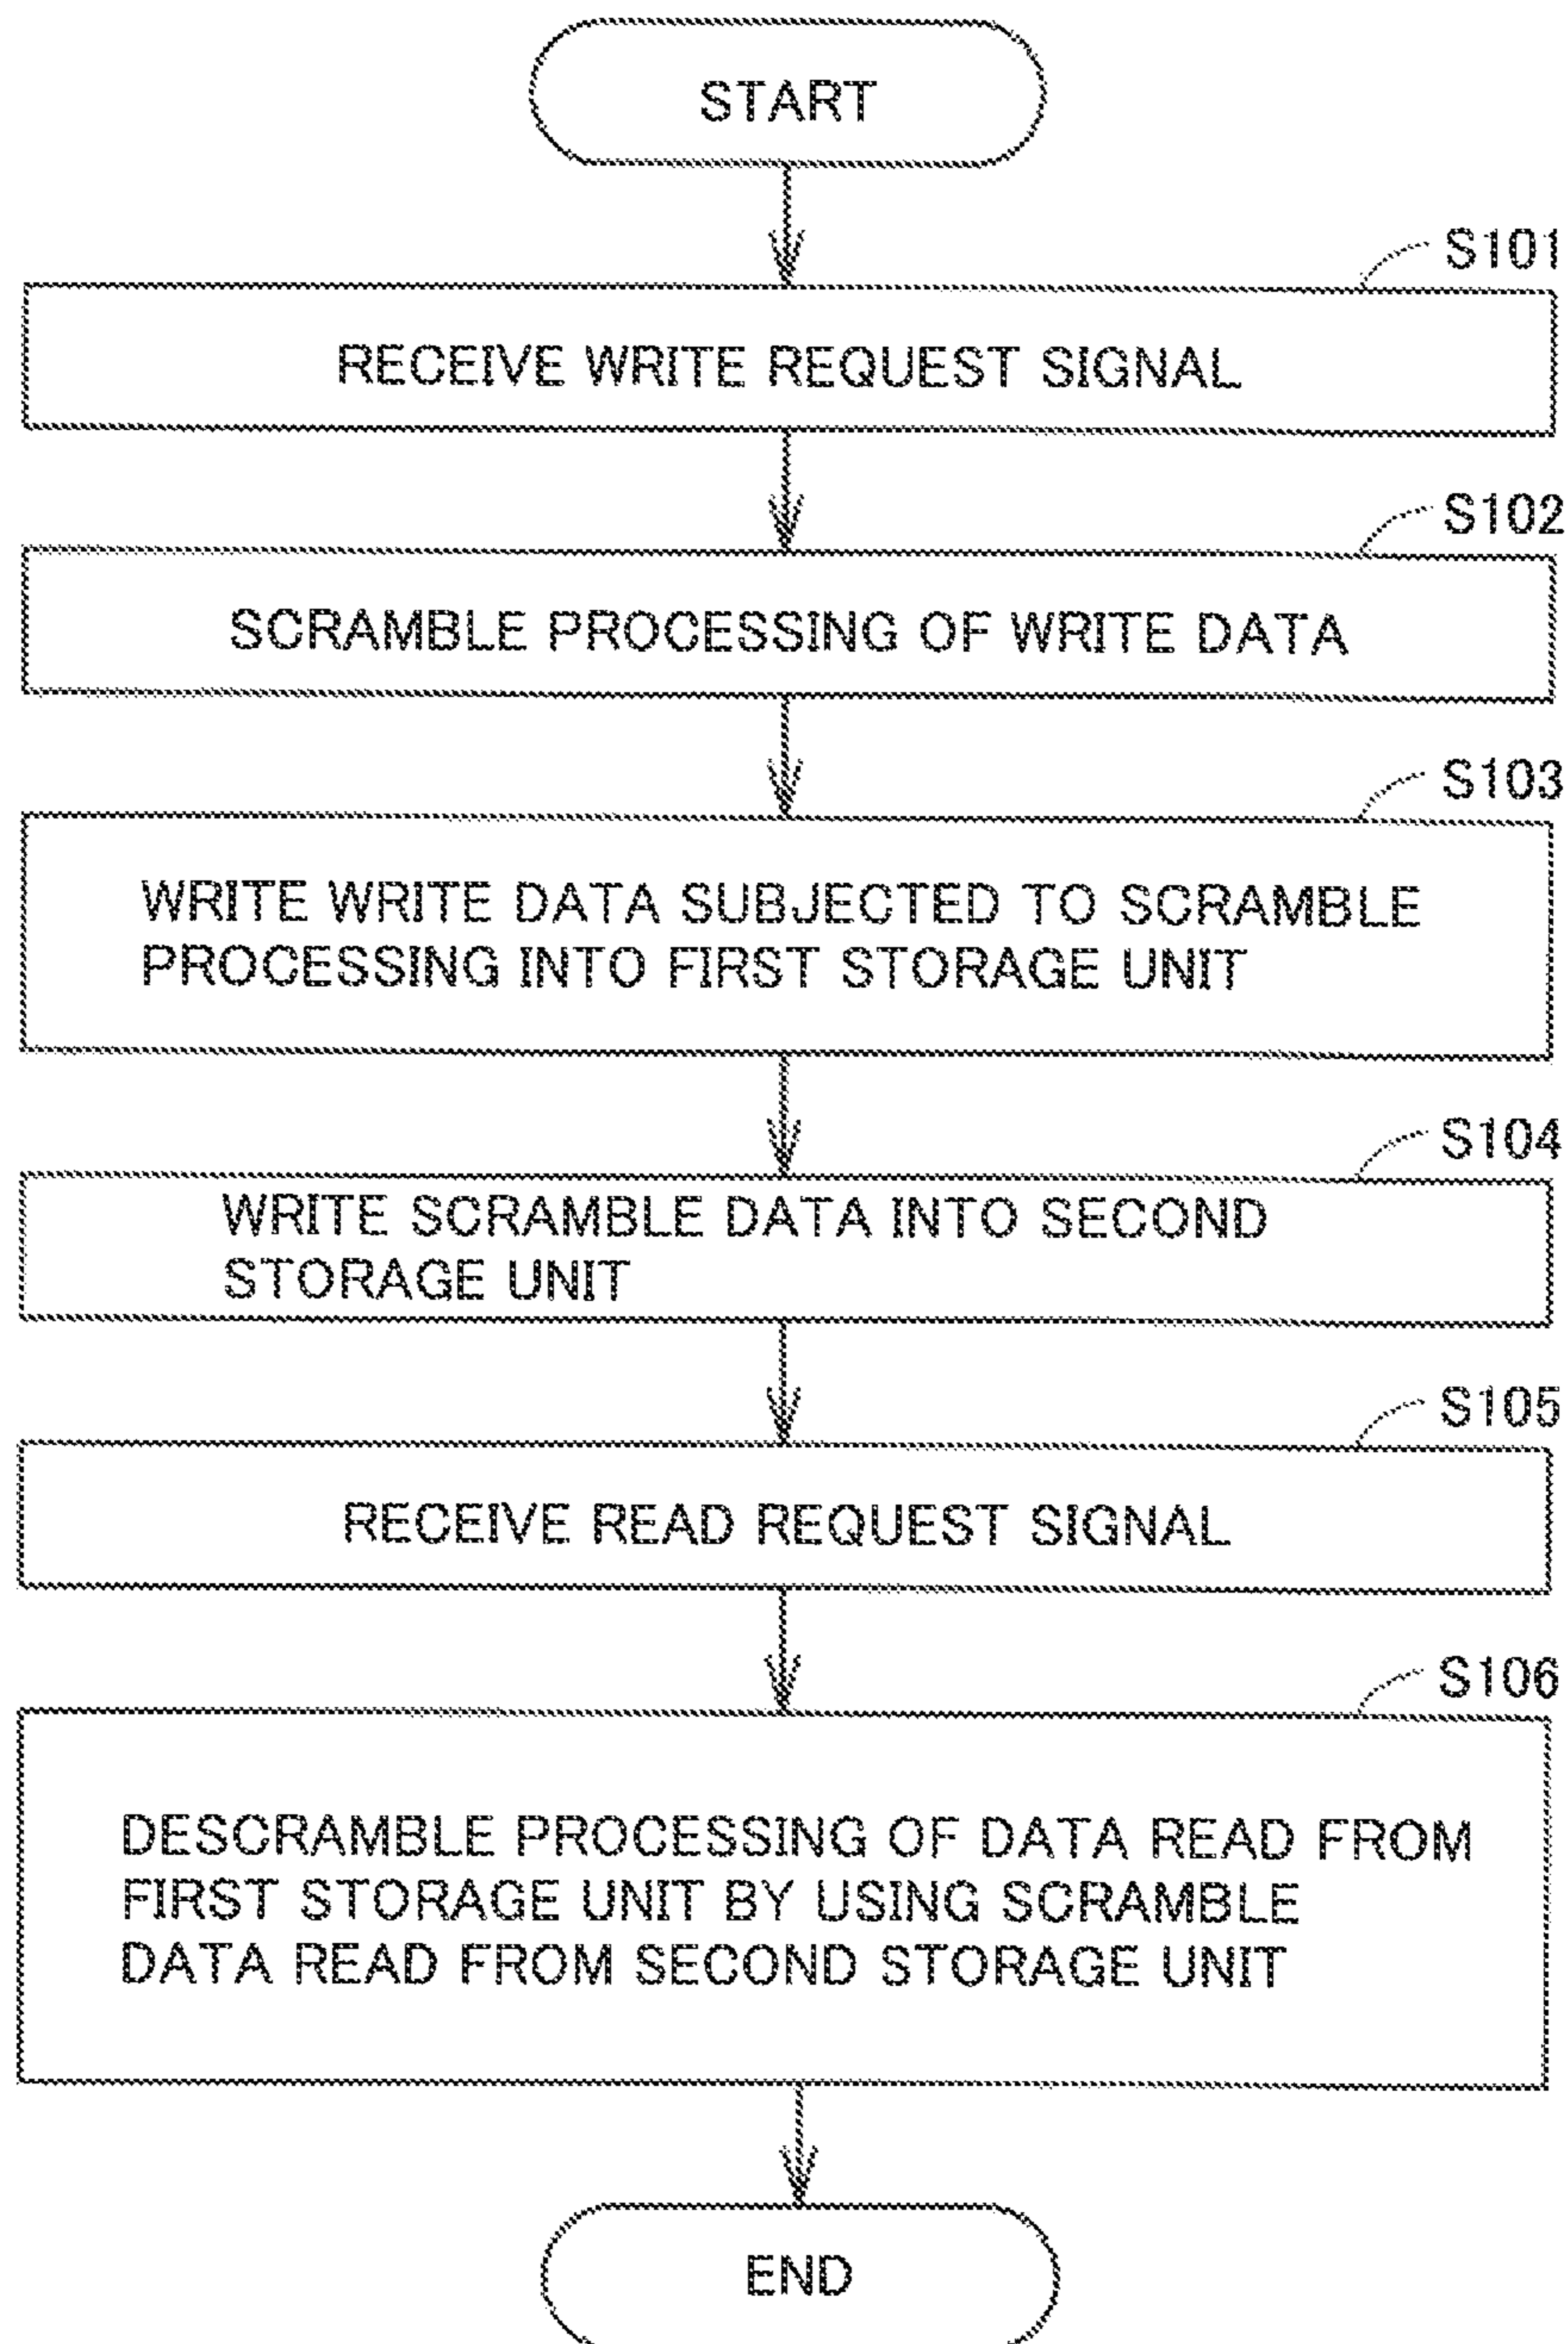 START
S101
RECEIVE WRITE REQUEST SIGNAL
S102
SCRAMBLE PROCESSING OF WRITE DATA
S103
WRITE WRITE DATA SUBJECTED TO SCRAMBLE
PROCESSING INTO FIRST STORAGE UNIT
S104
WRITE SCRAMBLE DATA INTO SECOND
STORAGE UNIT
S105
RECEIVE READ REQUEST SIGNAL
S106
DESCRAMBLE PROCESSING OF DATA READ FROM
FIRST STORAGE UNIT BY USING SCRAMBLE
DATA READ FROM SECOND STORAGE UNIT
END